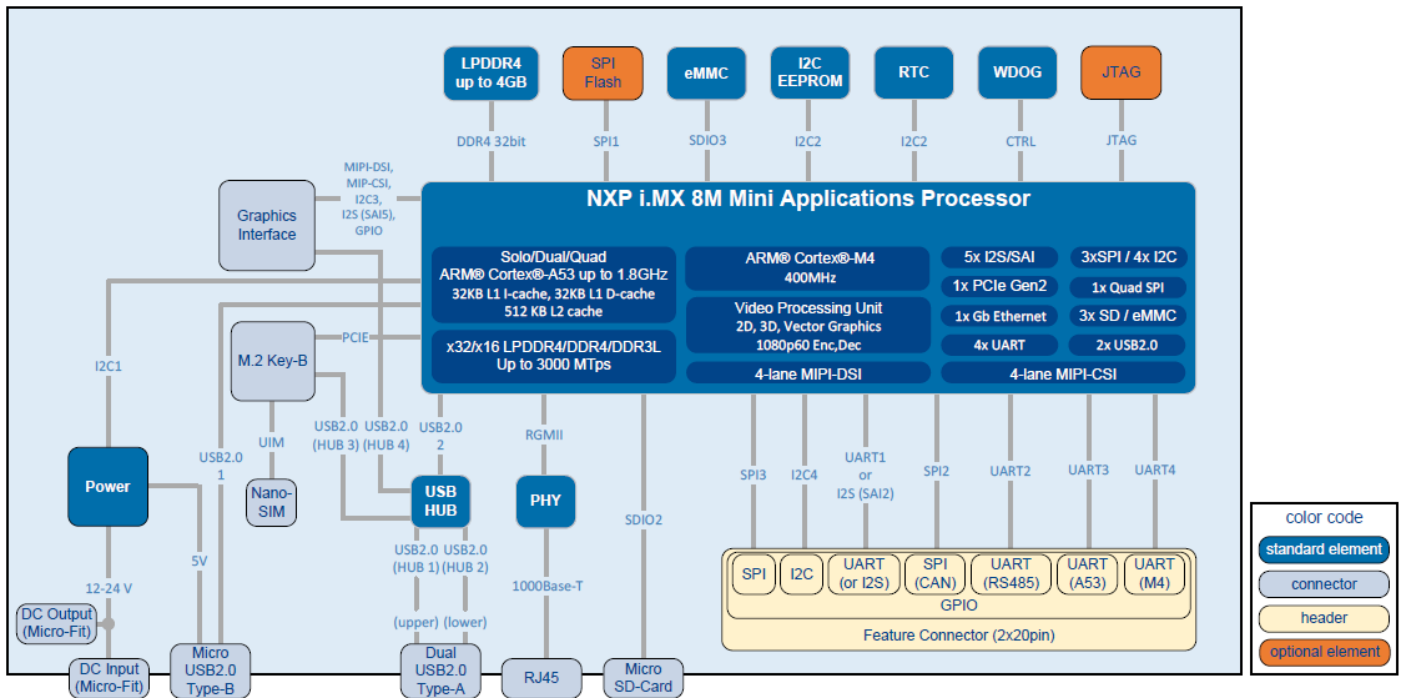 LPDDR4
up to 4GB
SPI
Flash
eMMC
I2C
EEPROM
RTC
WDOG
JTAG
DDR4 32bit
SPI1
SDIO3
I2C2
I2C2
CTRL
JTAG
MIPI-DSI,
MIP-CSI,
I2C3,
I2S (SAI5),
GPIO
Graphics
Interface
NXP i.MX 8M Mini Applications Processor
Solo/Dual/Quad
ARM® Cortex®-A53 up to 1.8GHz
32KB L1 I-cache, 32KB L1 D-cache
512 KB L2 cache
x32/x16 LPDDR4/DDR4/DDR3L
Up to 3000 MTps
ARM® Cortex®-M4
400MHz
Video Processing Unit
2D, 3D, Vector Graphics
1080p60 Enc,Dec
4-lane MIPI-DSI
5x I2S/SAI
3xSPI / 4x I2C
1x PCIe Gen2
1x Quad SPI
1x Gb Ethernet
3x SD / eMMC
4x UART
2x USB2.0
4-lane MIPI-CSI
PCIE
M.2 Key-B
I2C1
UIM
USB2.0
(HUB 3)
USB2.0
(HUB 4)
USB2.0
2
RGMII
USB2.0
1
Power
Nano-
SIM
USB
HUB
PHY
SDIO2
SPI3
I2C4
UART1
or
I2S (SAI2)
SPI2
UART2
UART3
UART4
5V
12-24 V
USB2.0
(HUB 1)
USB2.0
(HUB 2)
1000Base-T
(upper)
(lower)
SPI
I2C
UART
(or I2S)
SPI
(CAN)
UART
(RS485)
UART
(A53)
UART
(M4)
GPIO
Feature Connector (2x20pin)
DC Output
(Micro-Fit)
DC Input
(Micro-Fit)
Micro
USB2.0
Type-B
Dual
USB2.0
Type-A
RJ45
Micro
SD-Card
color code
standard element
connector
header
optional element